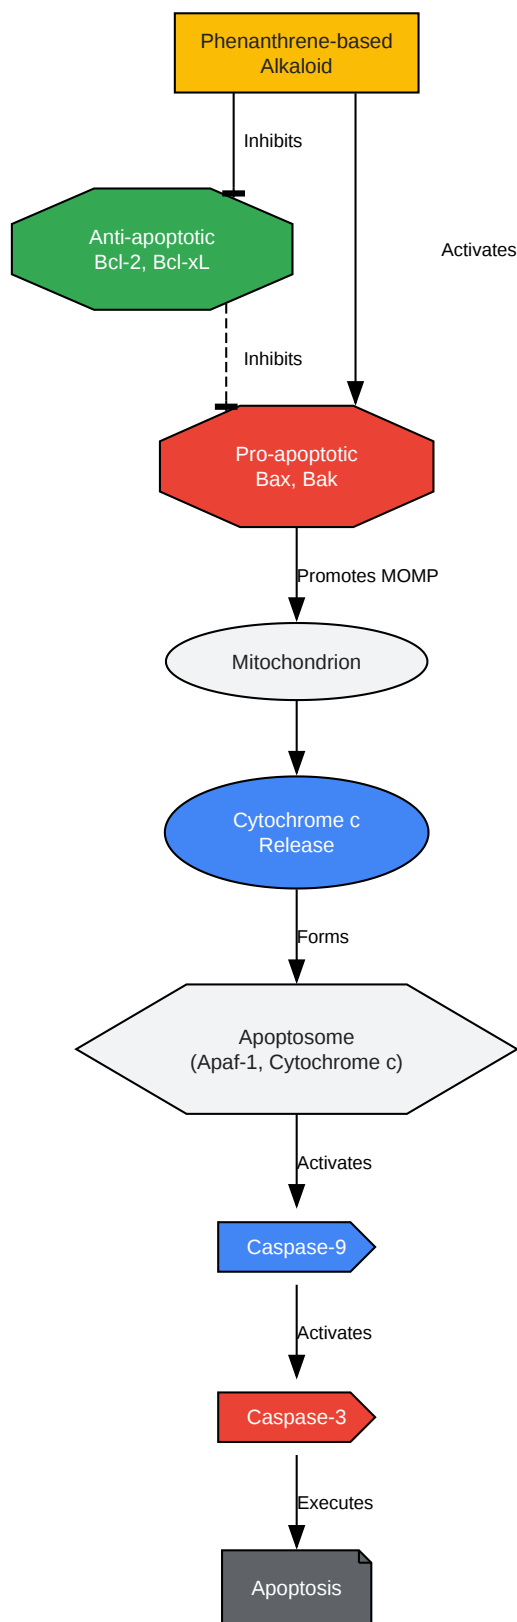 Phenanthrene-based
Alkaloid
Inhibits
Anti-apoptotic
Bcl-2, Bcl-xL
Activates
Inhibits
Pro-apoptotic
Bax, Bak
Promotes MOMP
Mitochondrion
Cytochrome c
Release
Forms
Apoptosome
(Apaf-1, Cytochrome c)
Activates
Caspase-9
Activates
Caspase-3
Executes
Apoptosis